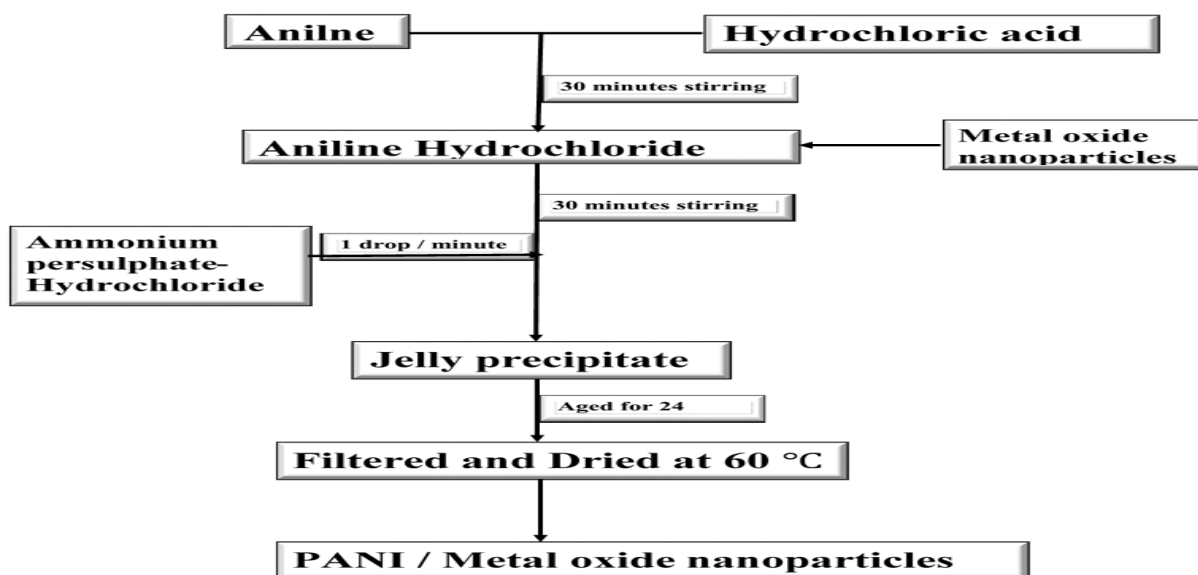 Anilne
Hydrochloric acid
30 minutes stirring
Aniline Hydrochloride
Metal oxide
nanoparticles
30 minutes stirring
Ammonium
persulphate-
Hydrochloride
1 drop / minute
Jelly precipitate
Aged for 24
Filtered and Dried at 60 °C
PANI / Metal oxide nanoparticles